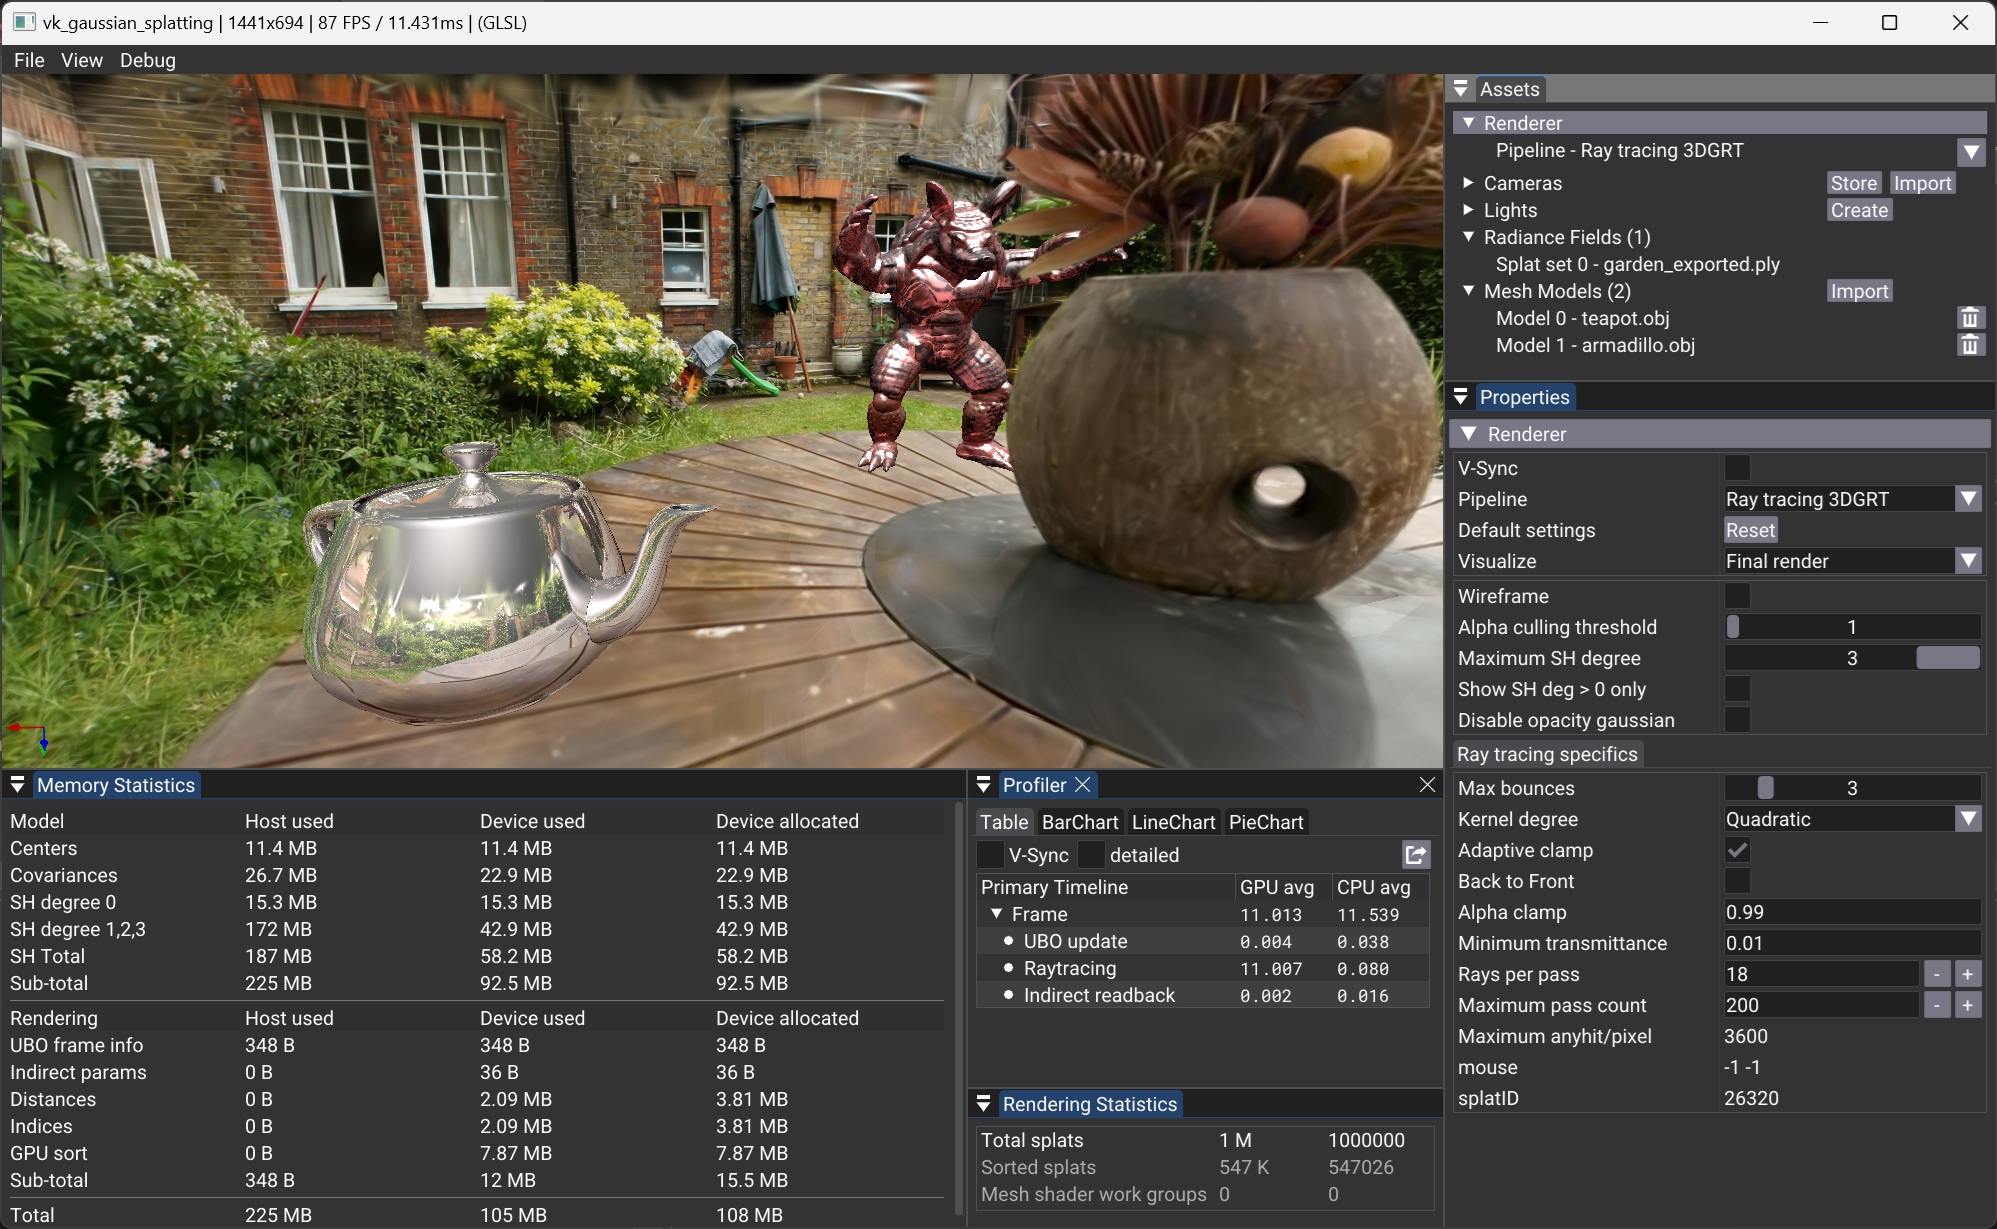 vk_gaussian_splatting | 1441x694 | 87 FPS / 11.431ms | (GLSL)
File View Debug
Assets
Renderer
Pipeline - Ray tracing 3DGRT
Cameras Store Import
Lights Create
Radiance Fields (1)
Splat set 0 - garden_exported.ply
Mesh Models (2) Import
Model 0 - teapot.obj
Model 1 - armadillo.obj
Properties
Renderer
V-Sync
Pipeline Ray tracing 3DGRT
Default settings Reset
Visualize Final render
Wireframe
Alpha culling threshold 1
Maximum SH degree 3
Show SH deg > 0 only
Disable opacity gaussian
Ray tracing specifics
Max bounces 3
Kernel degree Quadratic
Adaptive clamp
Back to Front
Alpha clamp 0.99
Minimum transmittance 0.01
Rays per pass 18 - +
Maximum pass count 200 - +
Maximum anyhit/pixel 3600
mouse -1 -1
splatID 26320
Memory Statistics
Model Host used Device used Device allocated
Centers 11.4 MB 11.4 MB 11.4 MB
Covariances 26.7 MB 22.9 MB 22.9 MB
SH degree 0 15.3 MB 15.3 MB 15.3 MB
SH degree 1,2,3 172 MB 42.9 MB 42.9 MB
SH Total 187 MB 58.2 MB 58.2 MB
Sub-total 225 MB 92.5 MB 92.5 MB
Rendering Host used Device used Device allocated
UBO frame info 348 B 348 B 348 B
Indirect params 0 B 36 B 36 B
Distances 0 B 2.09 MB 3.81 MB
Indices 0 B 2.09 MB 3.81 MB
GPU sort 0 B 7.87 MB 7.87 MB
Sub-total 348 B 12 MB 15.5 MB
Total 225 MB 105 MB 108 MB
Profiler
Table BarChart LineChart PieChart
V-Sync detailed
Primary Timeline GPU avg CPU avg
Frame 11.013 11.539
UBO update 0.004 0.038
Raytracing 11.007 0.080
Indirect readback 0.002 0.016
Rendering Statistics
Total splats 1 M 1000000
Sorted splats 547 K 547026
Mesh shader work groups 0 0